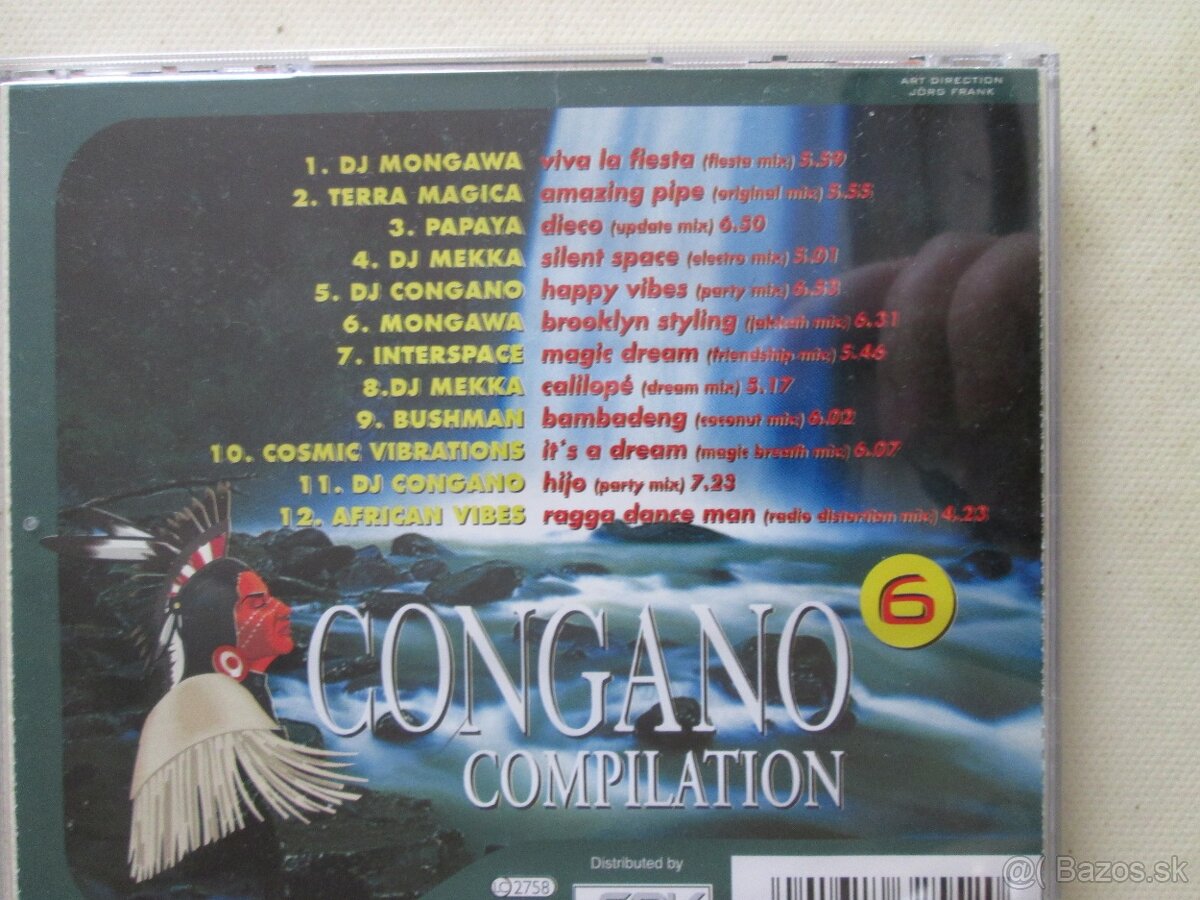 ART DIRECTION
JÖRG FRANK
1. DJ MONGAWA viva la fiesta (fiesta mix) 5.59
2. TERRA MAGICA amazing pipe (original mix) 5.55
3. PAPAYA dieco (update mix) 6.50
4. DJ MEKKA silent space (electro mix) 5.01
5. DJ CONGANO happy vibes (party mix) 6.53
6. MONGAWA brooklyn styling mix) 6.31
7. INTERSPACE magic dream (friendship mix) 5.46
8.DJ MEKKA calilopé (dream mix) 5.17
9. BUSHMAN bambadeng (coconut mix) 6.02
10. COSMIC VIBRATIONS it's a dream (magic breath mix) 6.07
11. DJ CONGANO hijo (party mix) 7.23
12. AFRICAN VIBES ragga dance man (radio distortion mix) 4.23
6
CONGANO
COMPILATION
Distributed by
LC 2758
@( Bazos.sk